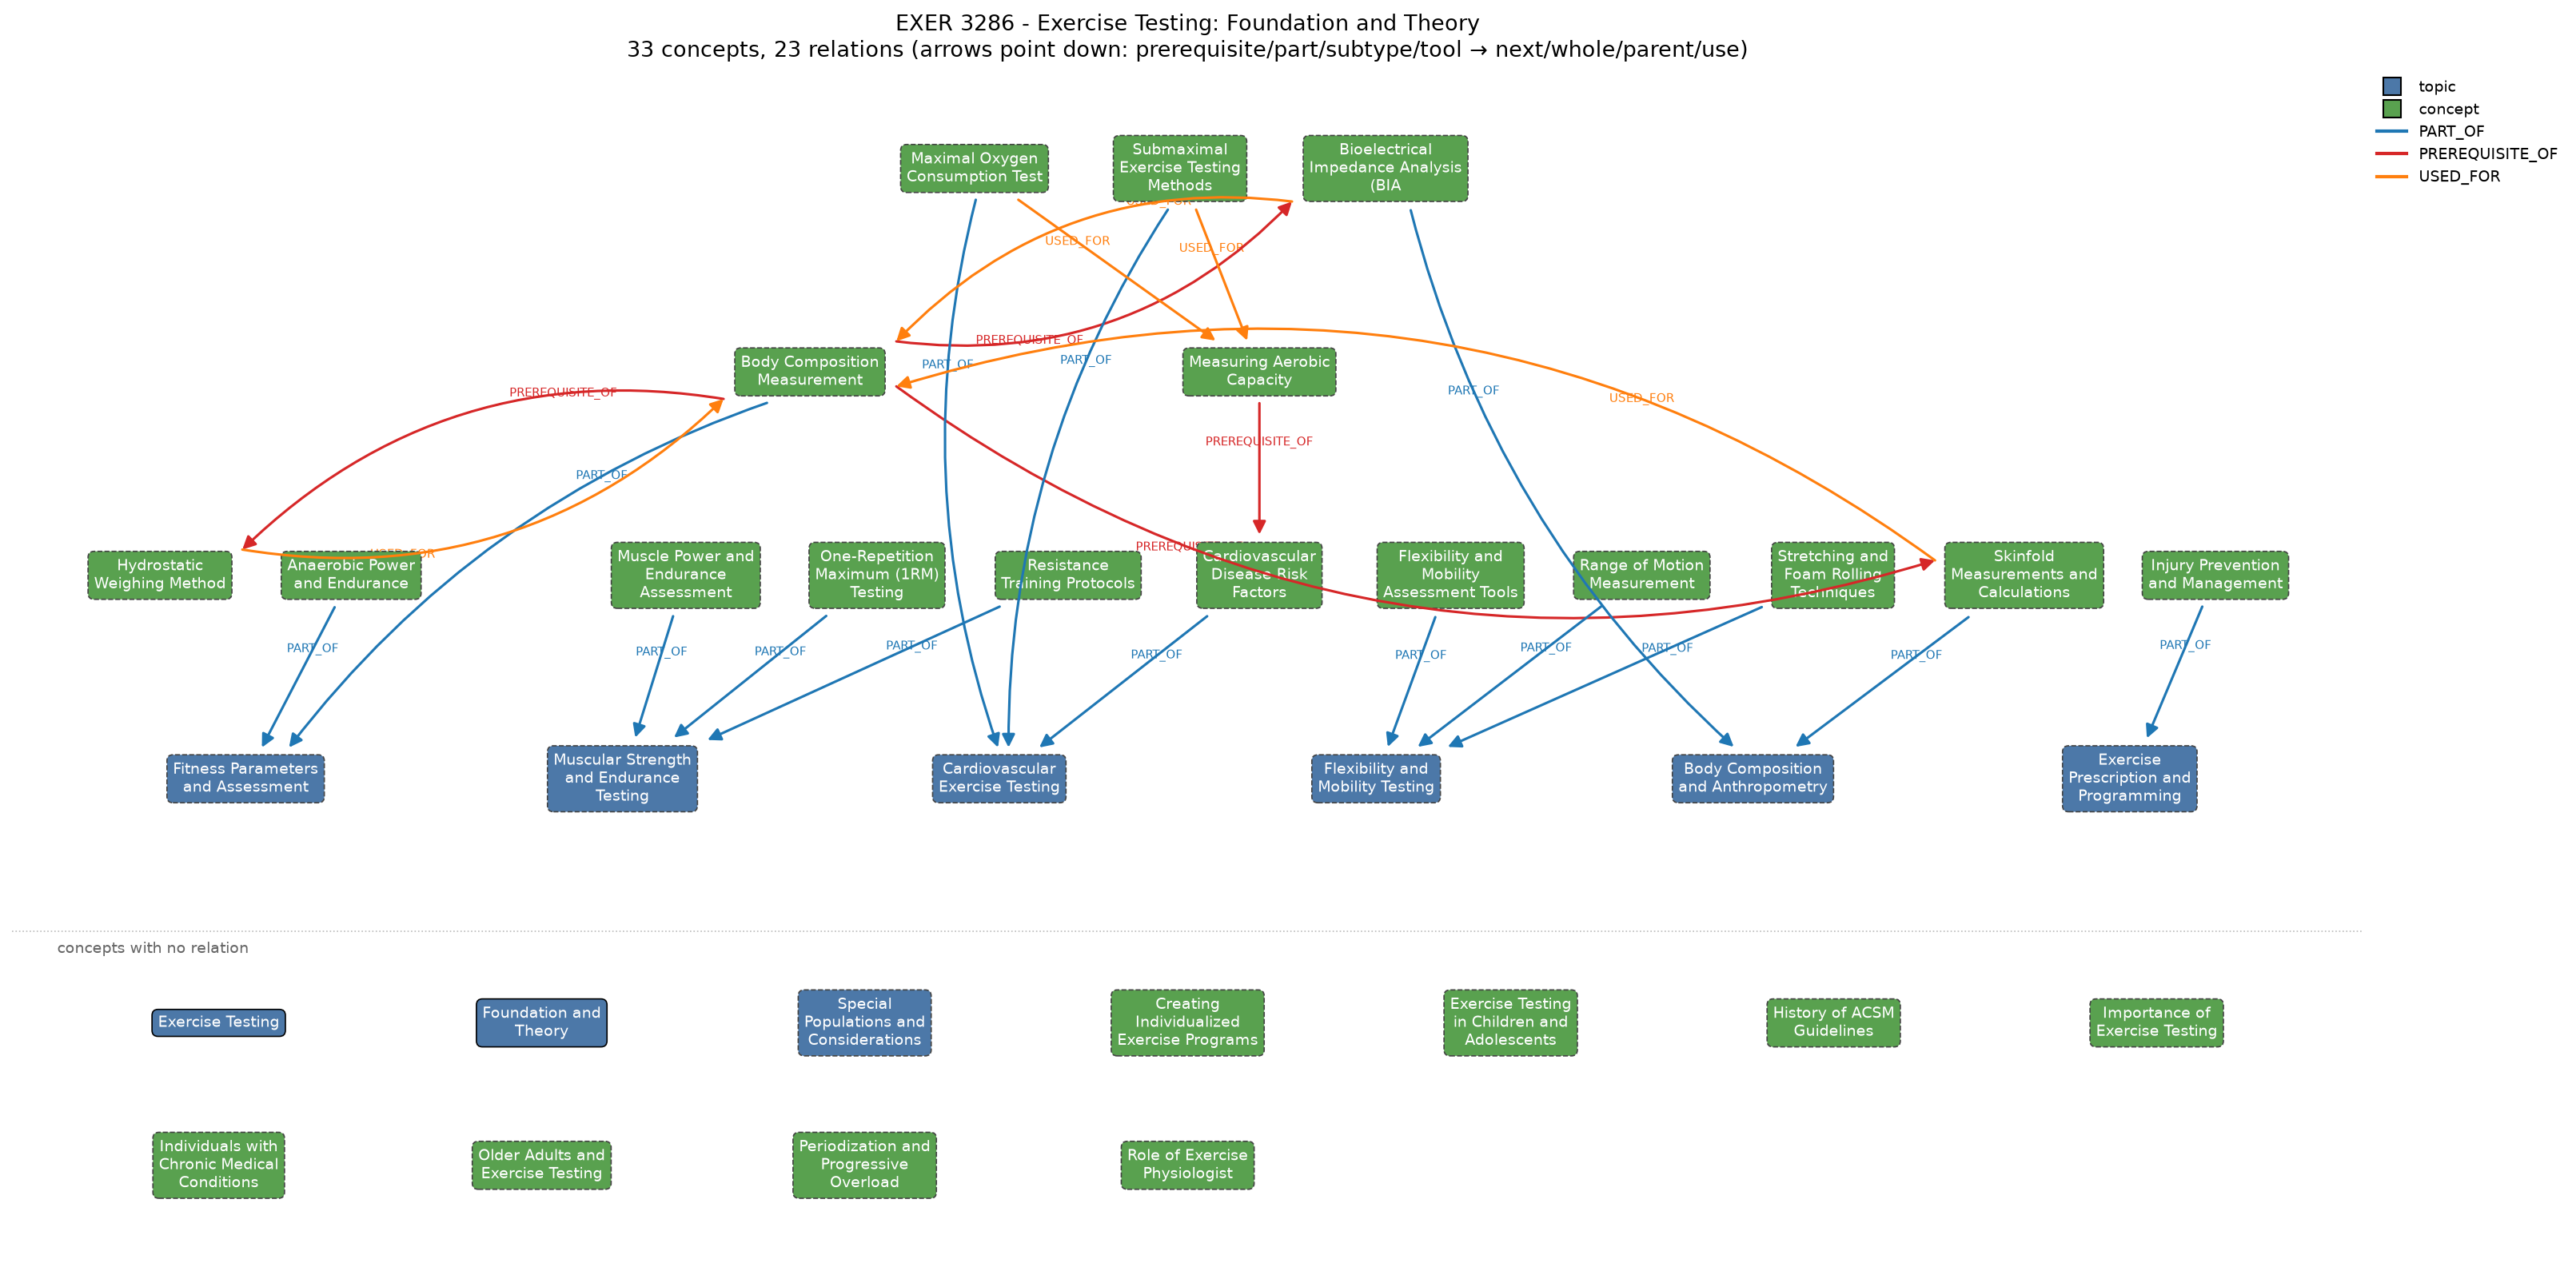 EXER 3286 - Exercise Testing: Foundation and Theory
33 concepts, 23 relations (arrows point down: prerequisite/part/subtype/tool → next/whole/parent/use)
topic
concept
PART_OF
PREREQUISITE_OF
USED_FOR
Maximal Oxygen
Consumption Test
Submaximal
Exercise Testing
Methods
Bioelectrical
Impedance Analysis
(BIA
USED_FOR
USED_FOR
USED_FOR
PREREQUISITE_OF
PART_OF
PART_OF
Body Composition
Measurement
Measuring Aerobic
Capacity
PREREQUISITE_OF
PART_OF
USED_FOR
PREREQUISITE_OF
PART_OF
USED_FOR
PREREQUIS
Hydrostatic
Weighing Method
Anaerobic Power
and Endurance
Muscle Power and
Endurance
Assessment
One-Repetition
Maximum (1RM)
Testing
Resistance
Training Protocols
Cardiovascular
Disease Risk
Factors
Flexibility and
Mobility
Assessment Tools
Range of Motion
Measurement
Stretching and
Foam Rolling
Techniques
Skinfold
Measurements and
Calculations
Injury Prevention
and Management
PART_OF
PART_OF
PART_OF
PART_OF
PART_OF
PART_OF
PART_OF
PART_OF
PART_OF
PART_OF
Fitness Parameters
and Assessment
Muscular Strength
and Endurance
Testing
Cardiovascular
Exercise Testing
Flexibility and
Mobility Testing
Body Composition
and Anthropometry
Exercise
Prescription and
Programming
concepts with no relation
Exercise Testing
Foundation and
Theory
Special
Populations and
Considerations
Creating
Individualized
Exercise Programs
Exercise Testing
in Children and
Adolescents
History of ACSM
Guidelines
Importance of
Exercise Testing
Individuals with
Chronic Medical
Conditions
Older Adults and
Exercise Testing
Periodization and
Progressive
Overload
Role of Exercise
Physiologist